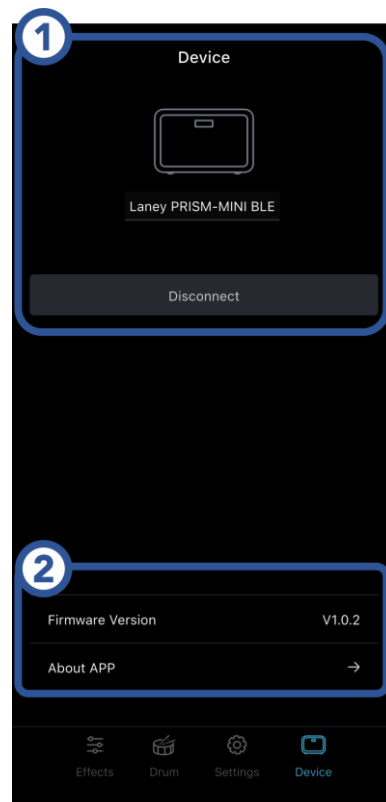 1
Device
Laney PRISM-MINI BLE
Disconnect
2
Firmware Version V1.0.2
About APP →
Effects Drum Settings Device